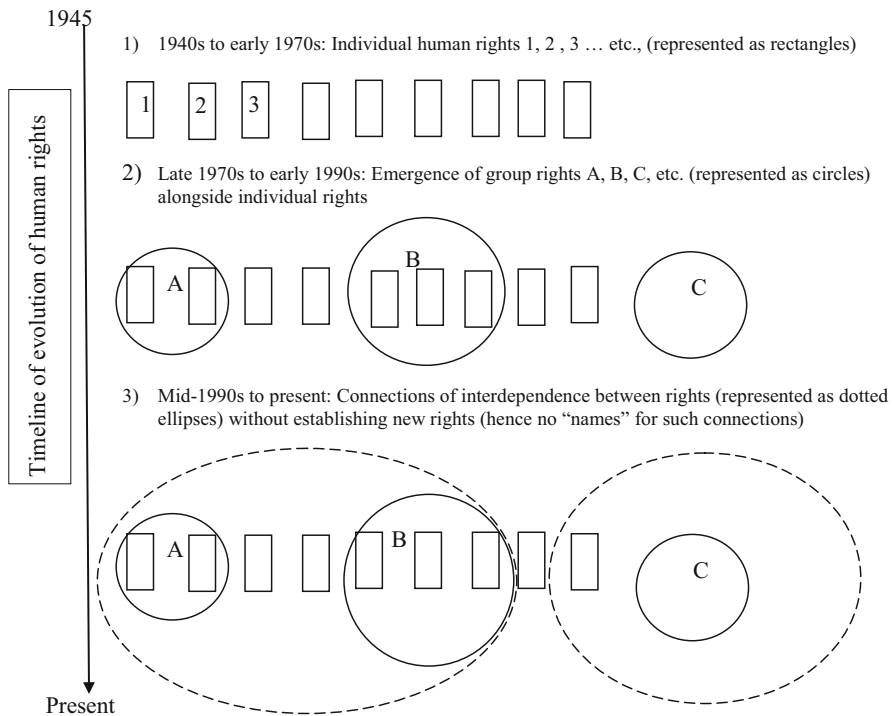 1945
Timeline of evolution of human rights
1) 1940s to early 1970s: Individual human rights 1, 2 , 3 … etc., (represented as rectangles)
1 2 3
2) Late 1970s to early 1990s: Emergence of group rights A, B, C, etc. (represented as circles)
alongside individual rights
A B C
3) Mid-1990s to present: Connections of interdependence between rights (represented as dotted
ellipses) without establishing new rights (hence no “names” for such connections)
A B C
Present